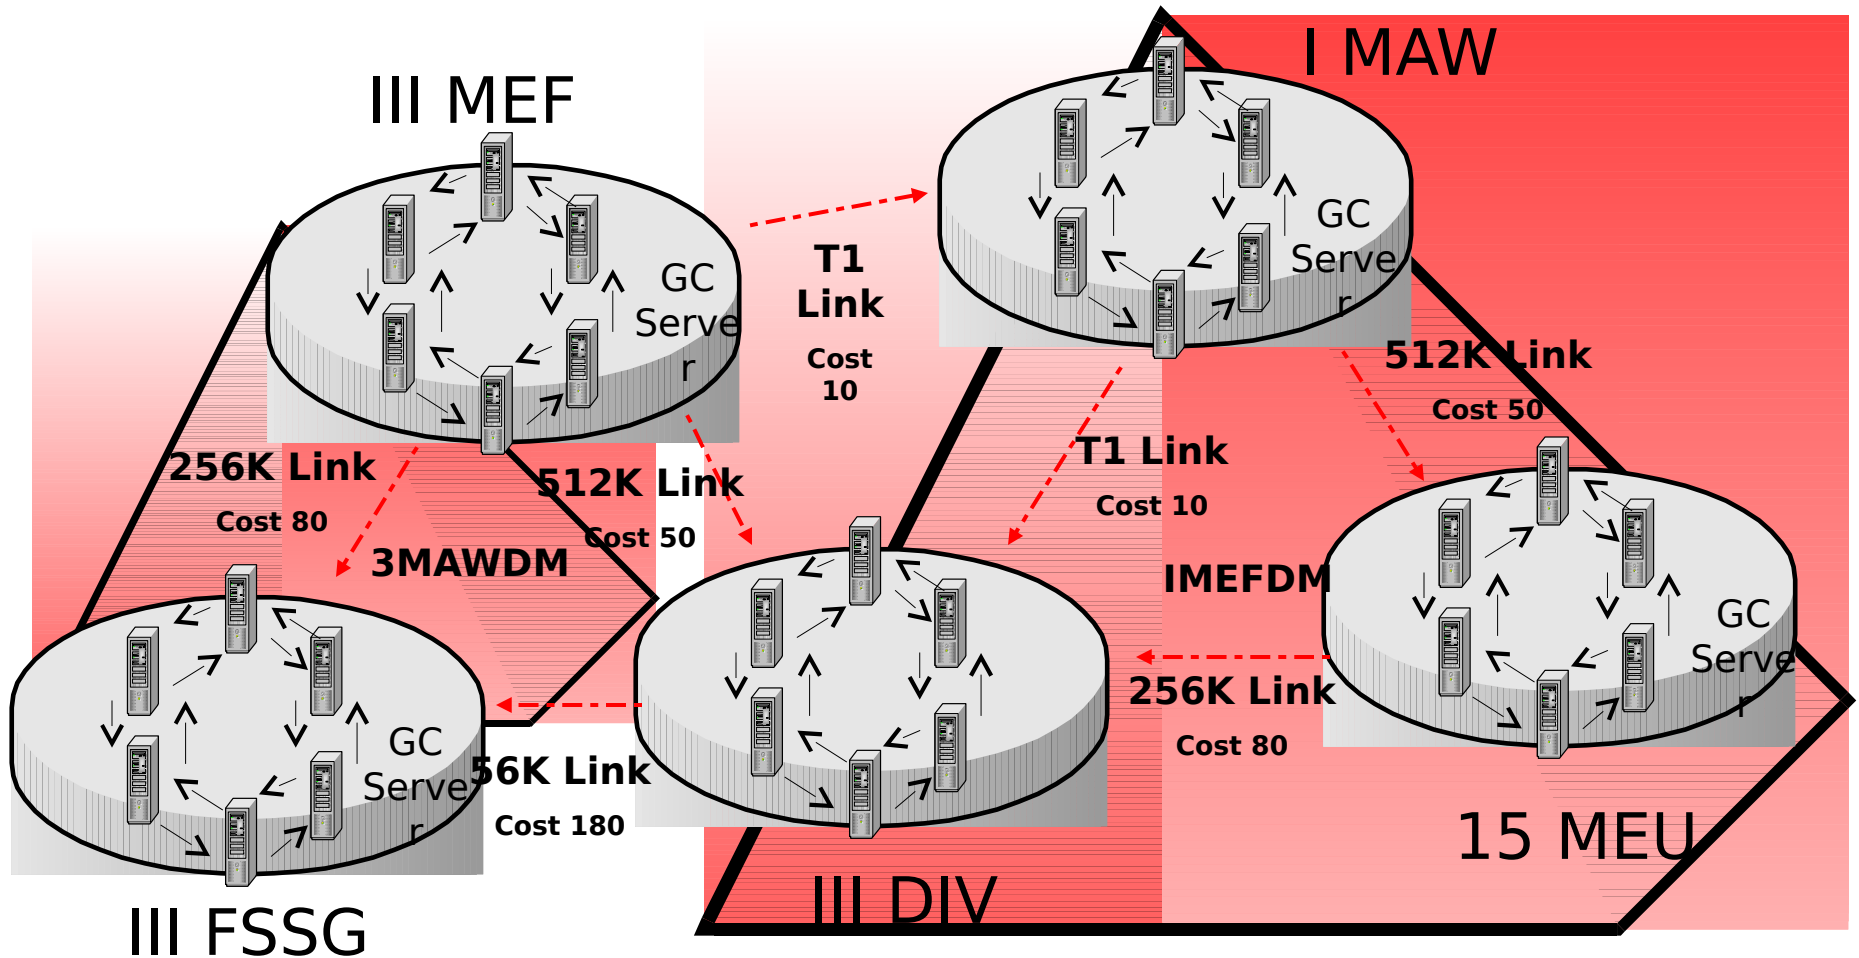 I MAW
III MEF
GC
Serve
r
T1
Link
Cost
10
GC
Serve
r
512K Link
Cost 50
256K Link
Cost 80
512K Link
Cost 50
T1 Link
Cost 10
3MAWDM
IMEFDM
GC
Serve
r
256K Link
Cost 80
GC
Serve
r
56K Link
Cost 180
15 MEU
III DIV
III FSSG